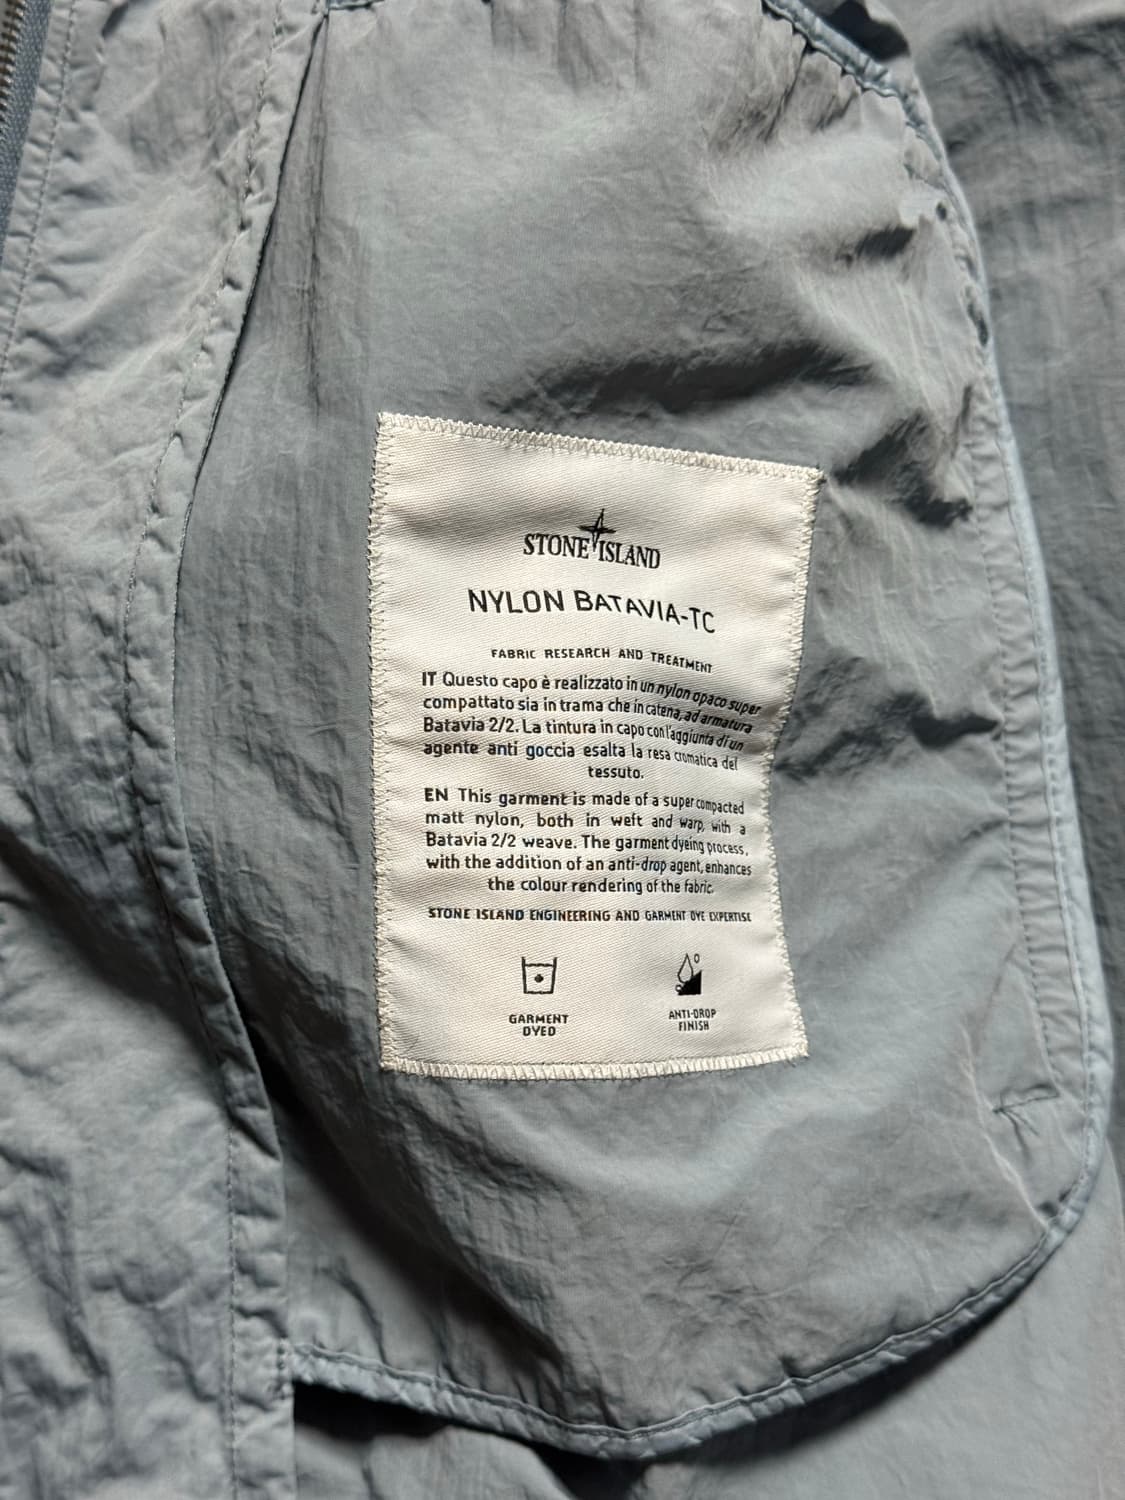 STONE ISLAND
NYLON BATAVIA-TC
FABRIC RESEARCH AND TREATMENT
IT Questo capo è realizzato in un nylon opaco super
compattato sia in trama che in catena, ad armatura
Batavia 2/2. La tintura in capo con l'aggiunta di un
agente anti goccia esalta la resa cromatica del
tessuto.
EN This garment is made of a super compacted
matt nylon, both in weft and warp, with a
Batavia 2/2 weave. The garment dyeing process,
with the addition of an anti-drop agent, enhances
the colour rendering of the fabric.
STONE ISLAND ENGINEERING AND GARMENT DYE EXPERTISE
GARMENT
DYED
ANTI-DROP
FINISH